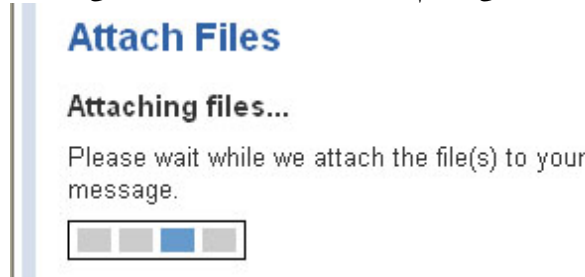 Attach Files
Attaching files...
Please wait while we attach the file(s) to your
message.